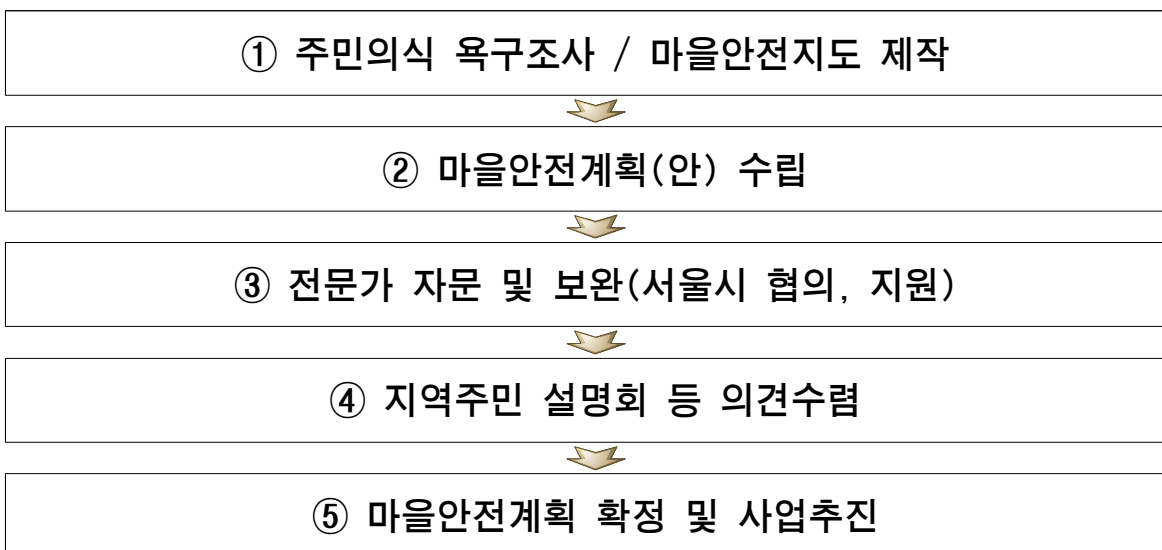 ① 주민의식 욕구조사 / 마을안전지도 제작
② 마을안전계획(안) 수립
③ 전문가 자문 및 보완(서울시 협의, 지원)
④ 지역주민 설명회 등 의견수렴
⑤ 마을안전계획 확정 및 사업추진